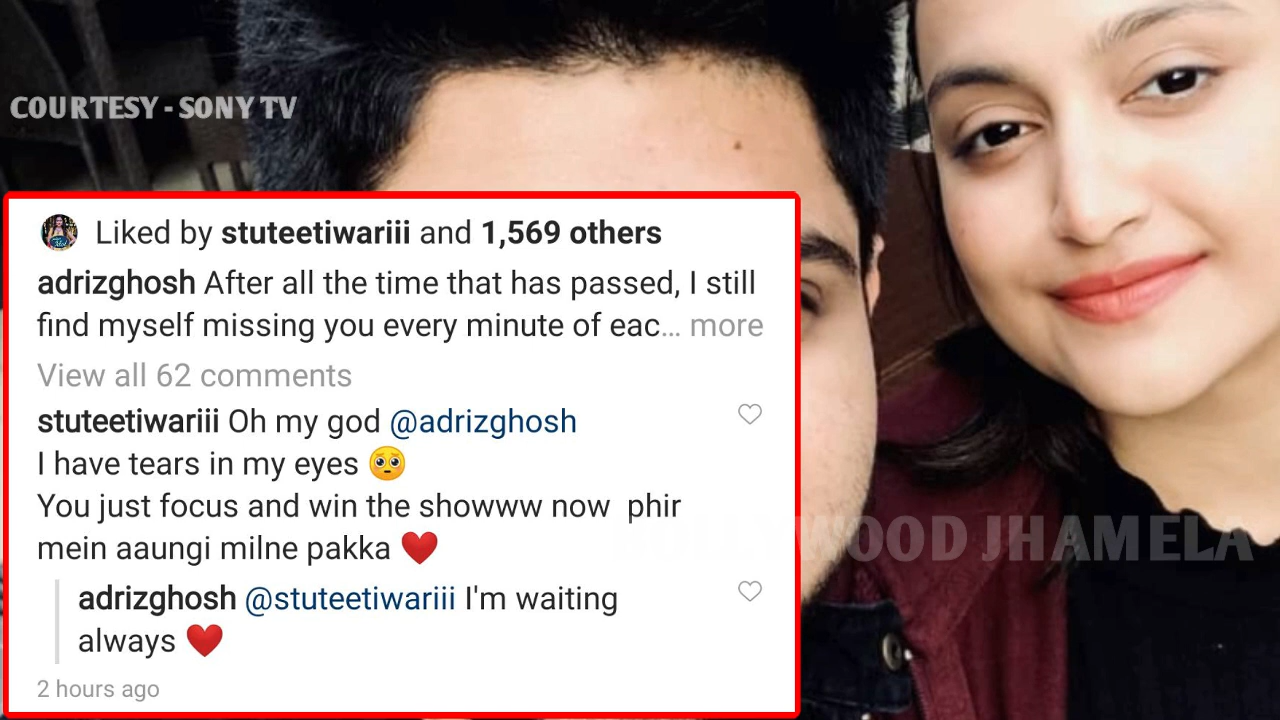 COURTESY - SONY TV
Liked by stuteetiwariii and 1,569 others
adrizghosh After all the time that has passed, I still
find myself missing you every minute of eac... more
View all 62 comments
stuteetiwariii Oh my god @adrizghosh
I have tears in my eyes 🥺
You just focus and win the showww now phir
mein aaungi milne pakka ❤️
BOLLYWOOD JHAMELA
adrizghosh @stuteetiwariii I'm waiting
always ❤️
2 hours ago